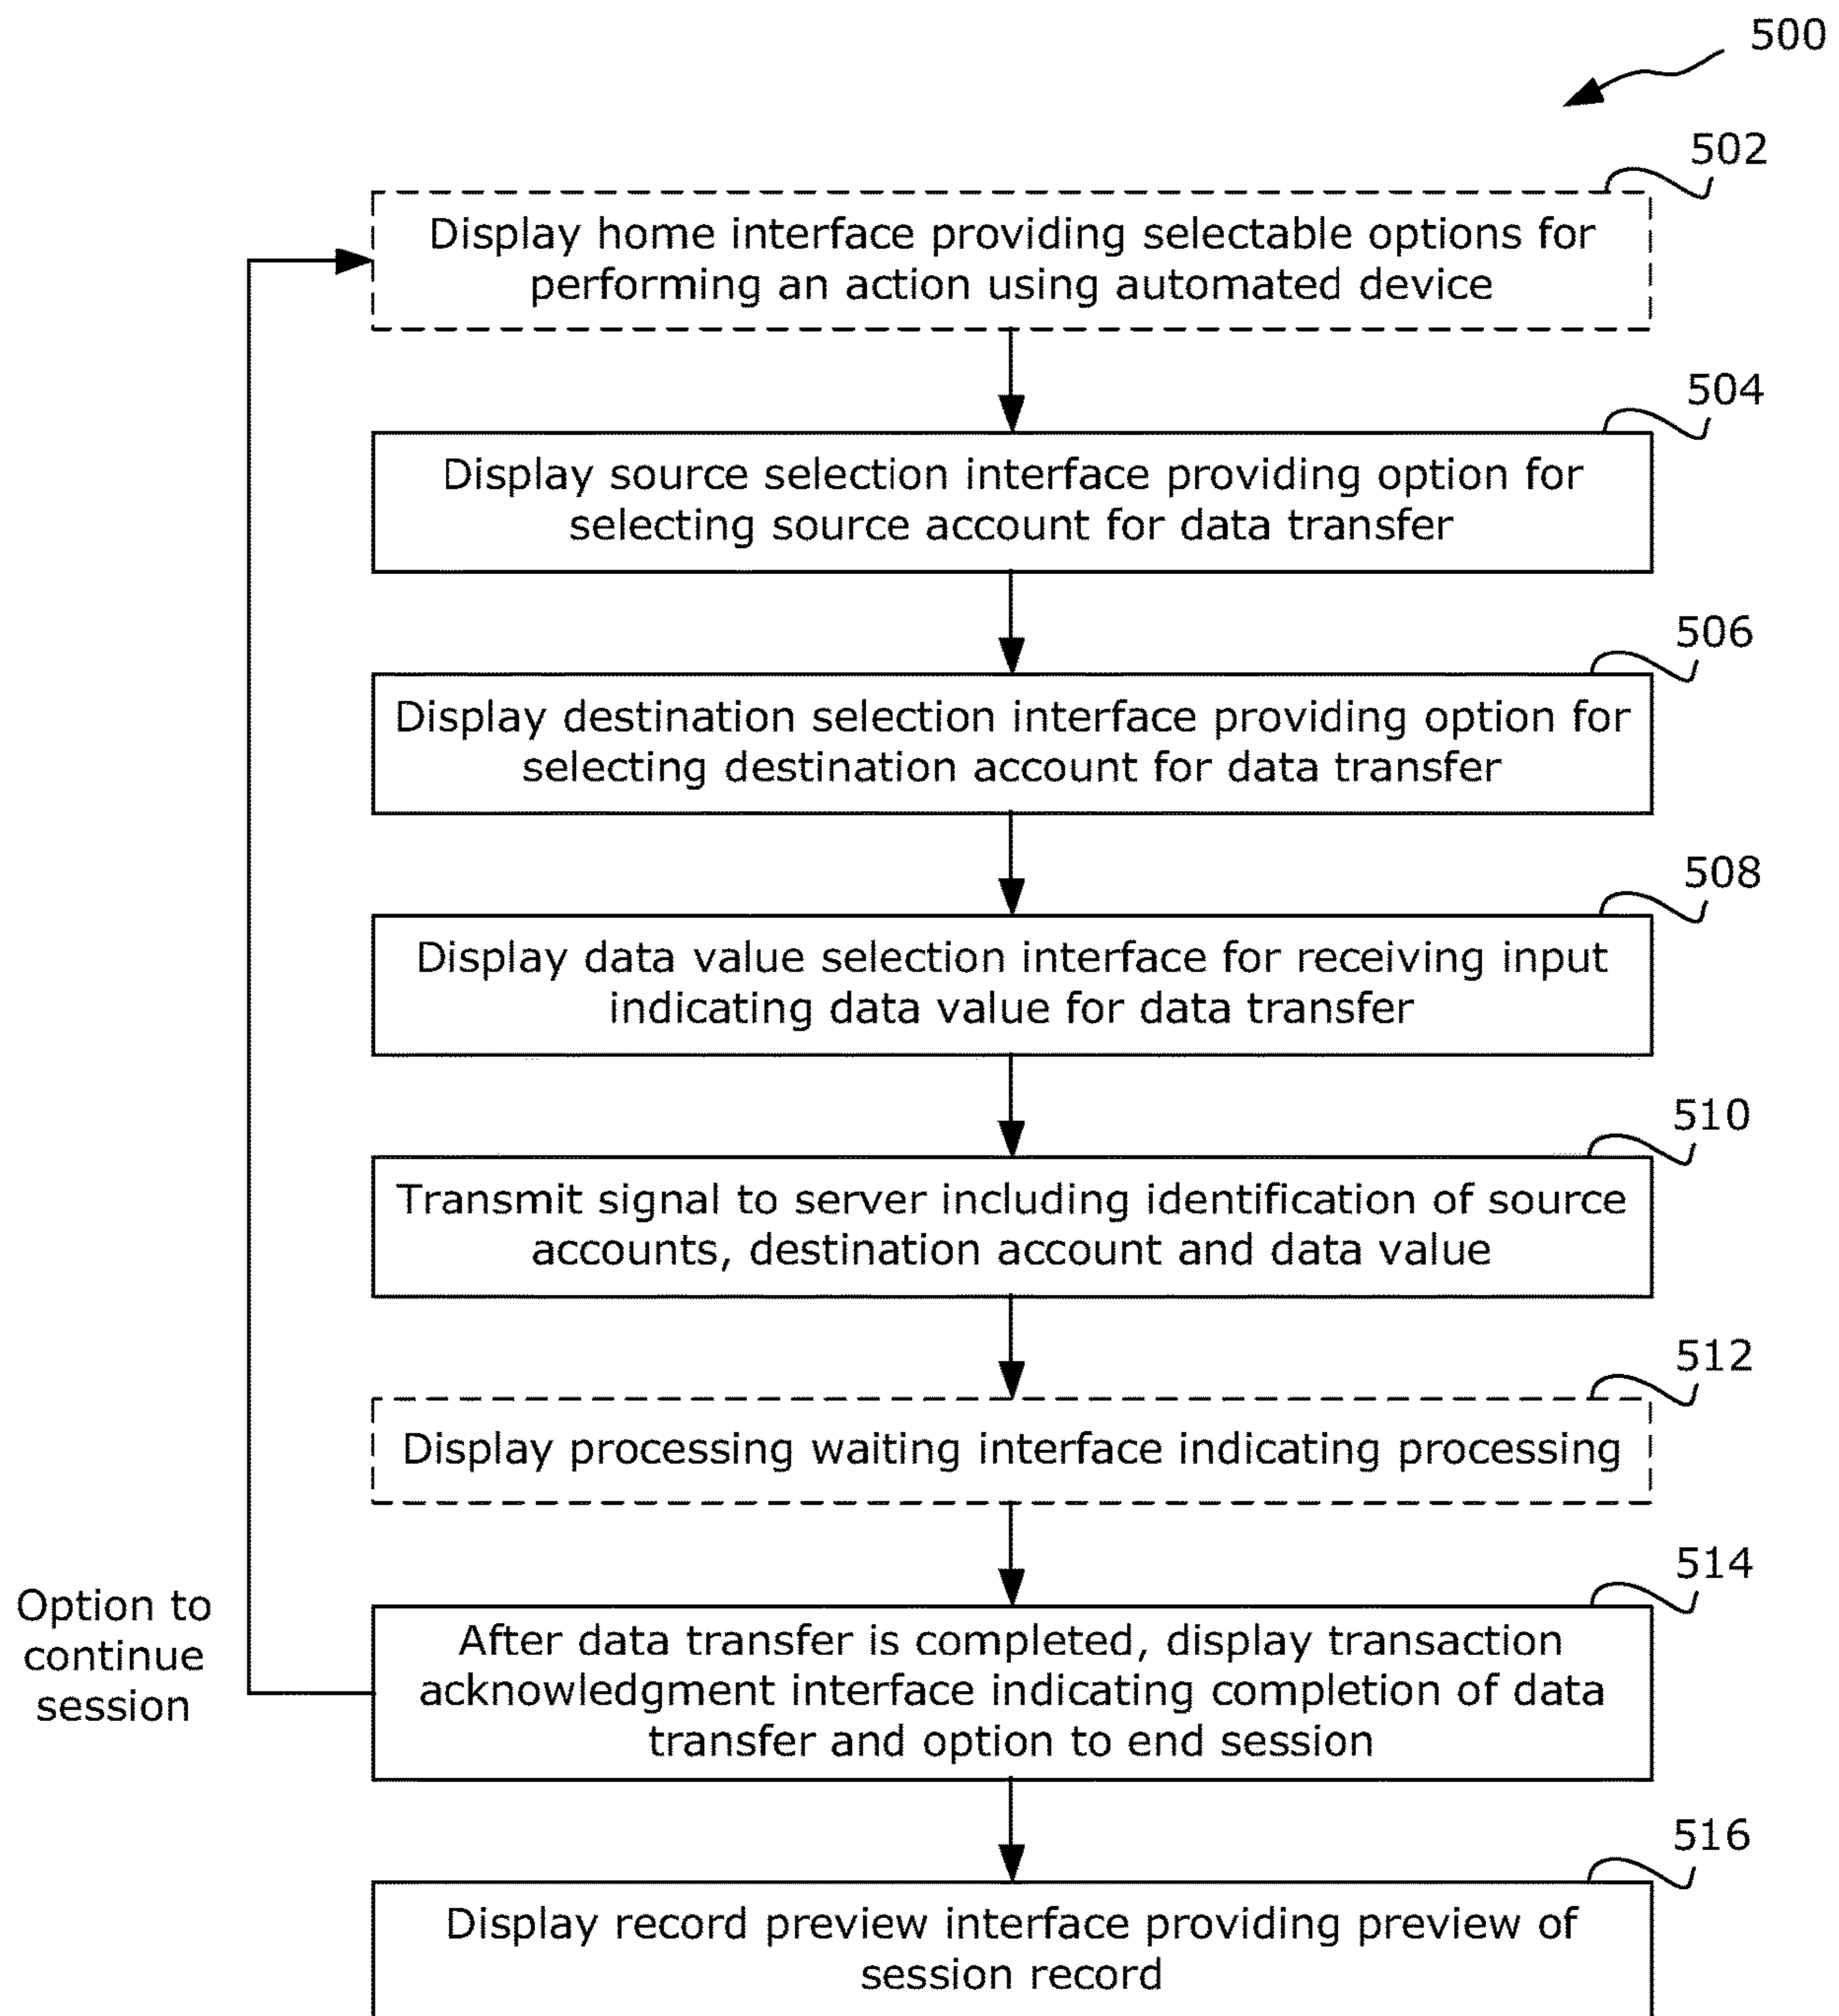 500
502
Display home interface providing selectable options for
performing an action using automated device
504
Display source selection interface providing option for
selecting source account for data transfer
506
Display destination selection interface providing option for
selecting destination account for data transfer
508
Display data value selection interface for receiving input
indicating data value for data transfer
510
Transmit signal to server including identification of source
accounts, destination account and data value
512
Display processing waiting interface indicating processing
514
Option to
continue
session
After data transfer is completed, display transaction
acknowledgment interface indicating completion of data
transfer and option to end session
516
Display record preview interface providing preview of
session record